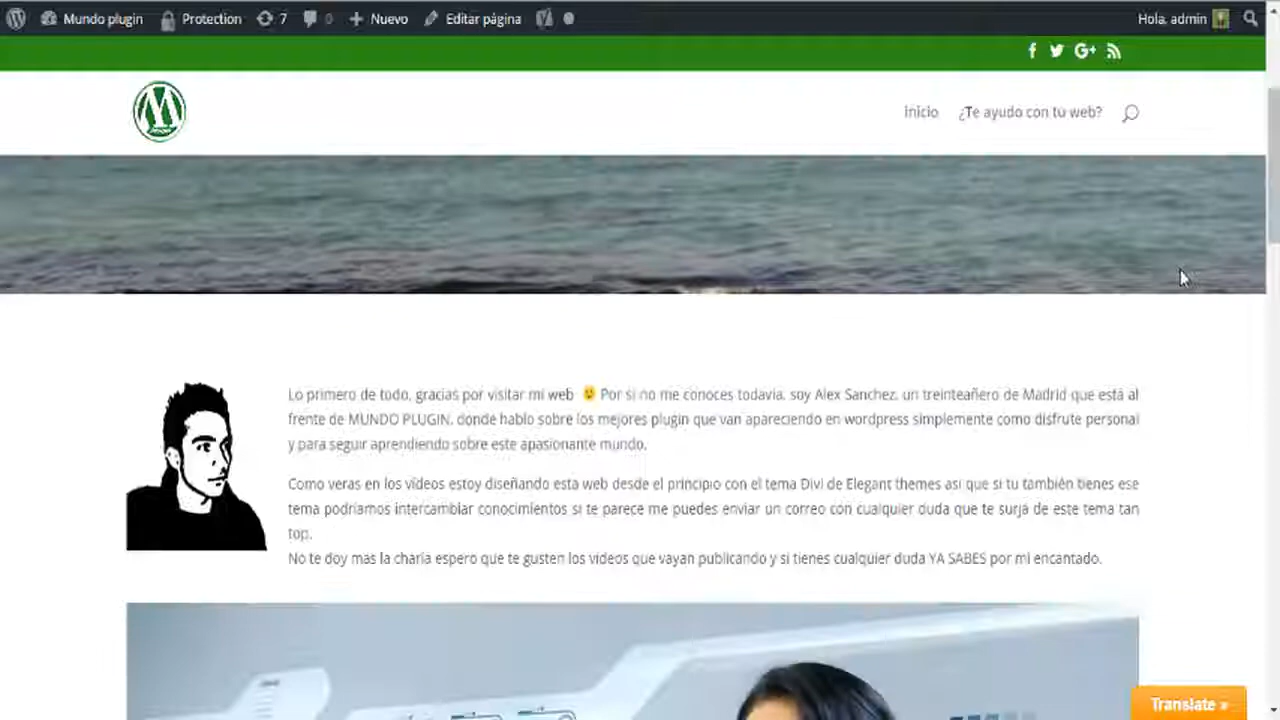 Mundo plugin Protection 7 0 Nuevo Editar página Hola, admin
M
Inicio ¿Te ayudo con tu web?
Lo primero de todo, gracias por visitar mi web Por si no me conoces todavía, soy Alex Sanchez, un treinteañero de Madrid que está al
frente de MUNDO PLUGIN, donde hablo sobre los mejores plugin que van apareciendo en wordpress simplemente como disfrute personal
y para seguir aprendiendo sobre este apasionante mundo.
Como veras en los videos estoy diseñando esta web desde el principio con el tema Divi de Elegant themes asi que si tu también tienes ese
tema podríamos intercambiar conocimientos si te parece me puedes enviar un correo con cualquier duda que te surja de este tema tan
top.
No te doy mas la charla espero que te gusten los videos que vayan publicando y si tienes cualquier duda YA SABES por mi encantado.
Translate »